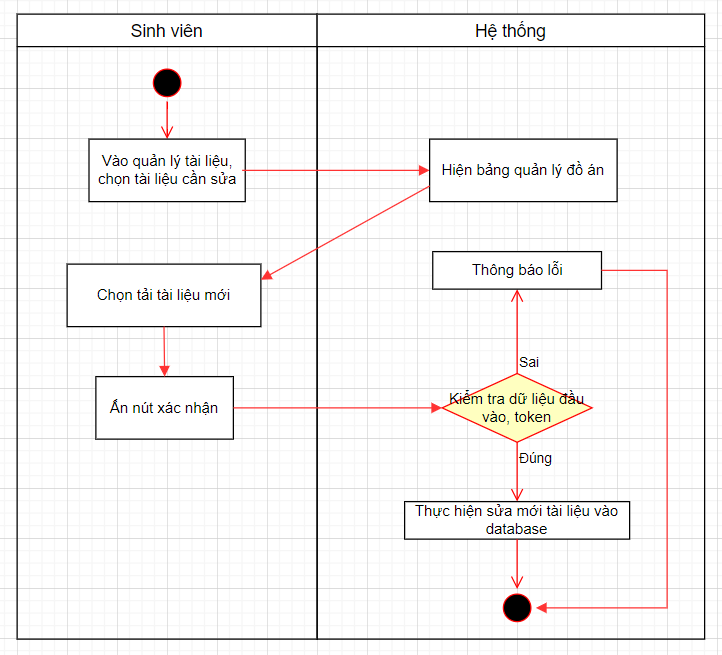 Sinh viên
Hệ thống
Vào quản lý tài liệu,
chọn tài liệu cần sửa
Hiện bảng quản lý đồ án
Chọn tải tài liệu mới
Thông báo lỗi
Sai
Ấn nút xác nhận
Kiểm tra dữ liệu đầu
vào, token
Đúng
Thực hiện sửa mới tài liệu vào
database